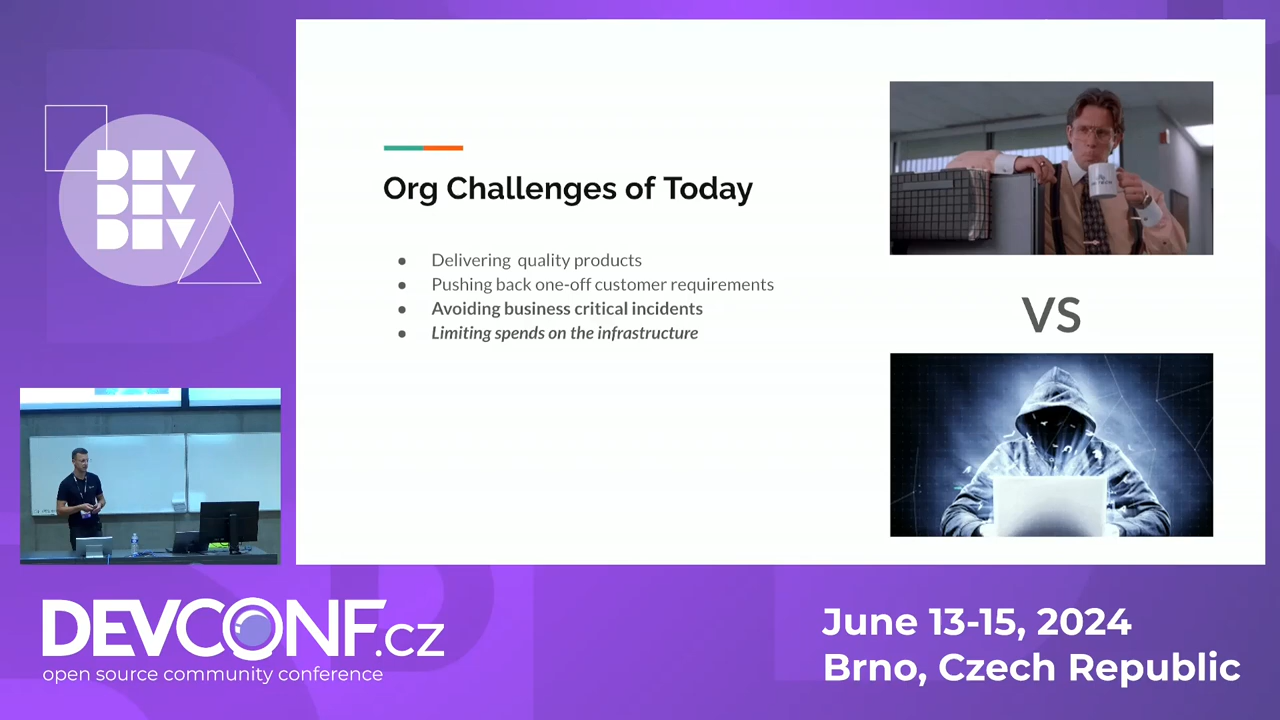 DEV
DEV
DEV
Org Challenges of Today
● Delivering quality products
● Pushing back one-off customer requirements
● Avoiding business critical incidents
● Limiting spends on the infrastructure
VS
DEVCONF.cz
open source community conference
June 13-15, 2024
Brno, Czech Republic